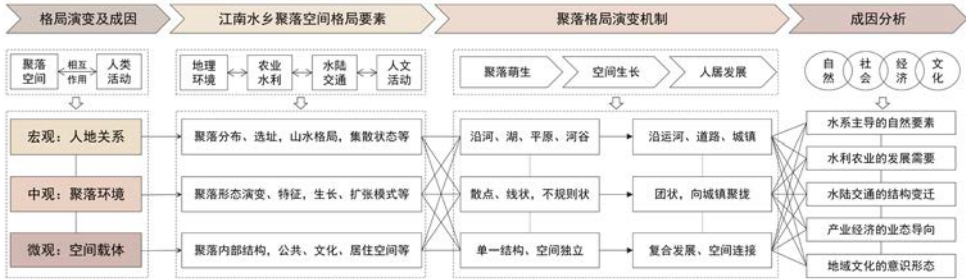 格局演变及成因
江南水乡聚落空间格局要素
聚落格局演变机制
成因分析
聚落
空间
相互
作用
人类
活动
地理
环境
农业
水利
水陆
交通
人文
活动
聚落萌生
空间生长
人居发展
自
然
社
会
经
济
文
化
宏观：人地关系
聚落分布、选址，山水格局，集散状态等
沿河、湖、平原、河谷
沿运河、道路、城镇
中观：聚落环境
聚落形态演变、特征，生长、扩张模式等
散点、线状，不规则状
团状，向城镇聚拢
微观：空间载体
聚落内部结构，公共、文化、居住空间等
单一结构、空间独立
复合发展、空间连接
水系主导的自然要素
水利农业的发展需要
水陆交通的结构变迁
产业经济的业态导向
地域文化的意识形态